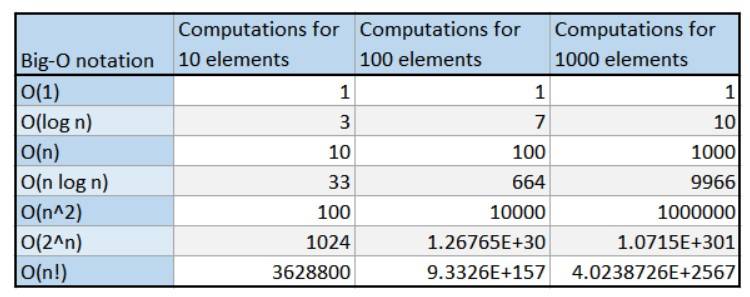 Big-O notation Computations for 10 elements Computations for 100 elements Computations for 1000 elements
O(1) 1 1 1
O(log n) 3 7 10
O(n) 10 100 1000
O(n log n) 33 664 9966
O(n^2) 100 10000 1000000
O(2^n) 1024 1.26765E+30 1.0715E+301
O(n!) 3628800 9.3326E+157 4.0238726E+2567